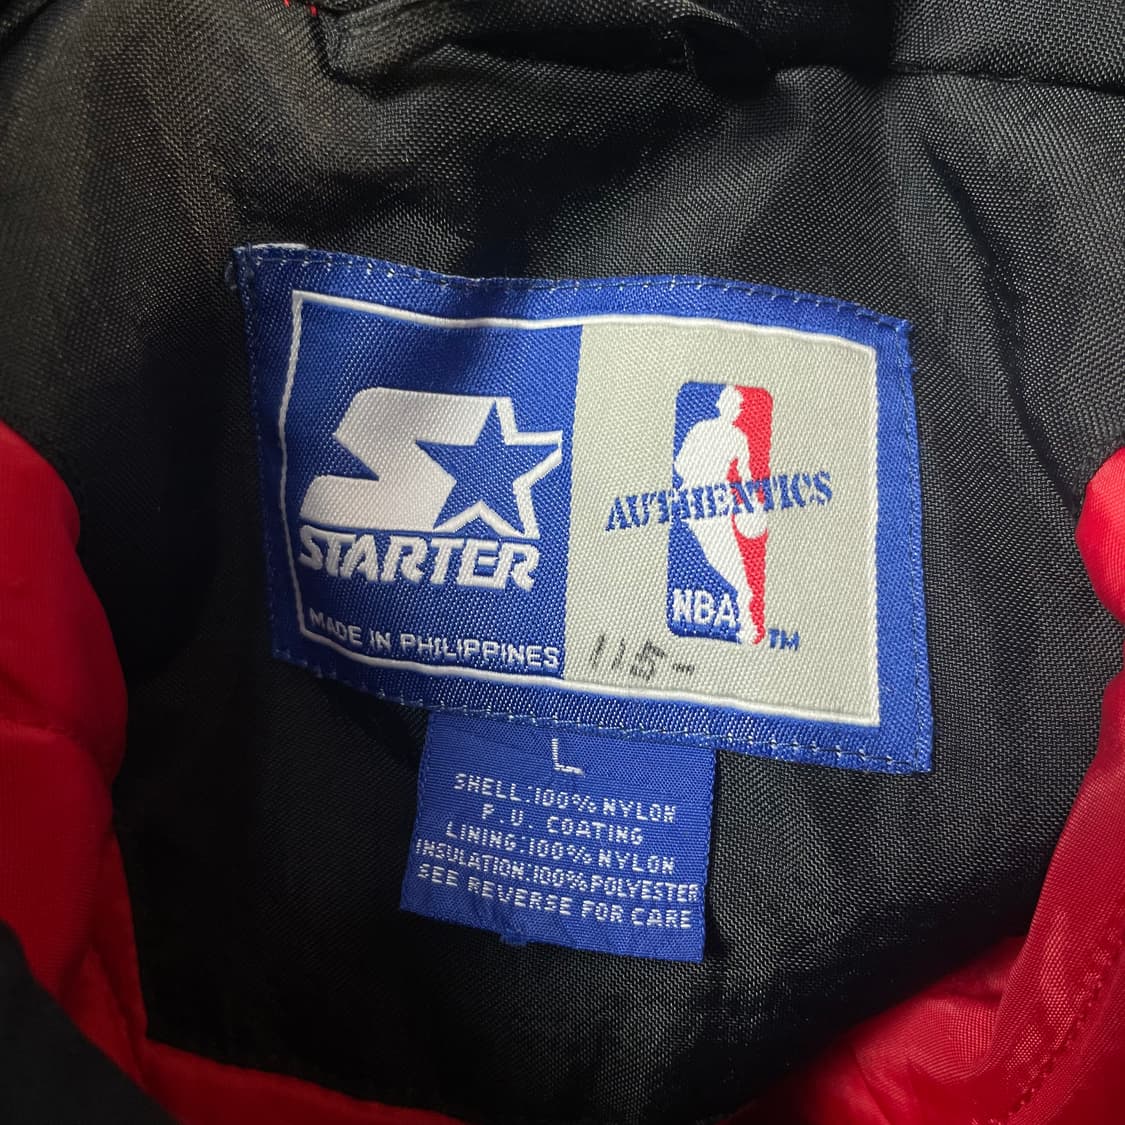 STARTER
MADE IN PHILIPPINES
AUTHENTICS
NBA
TM
115-
L
SHELL:100% NYLON
P.U. COATING
LINING:100% NYLON
INSULATION:100% POLYESTER
SEE REVERSE FOR CARE